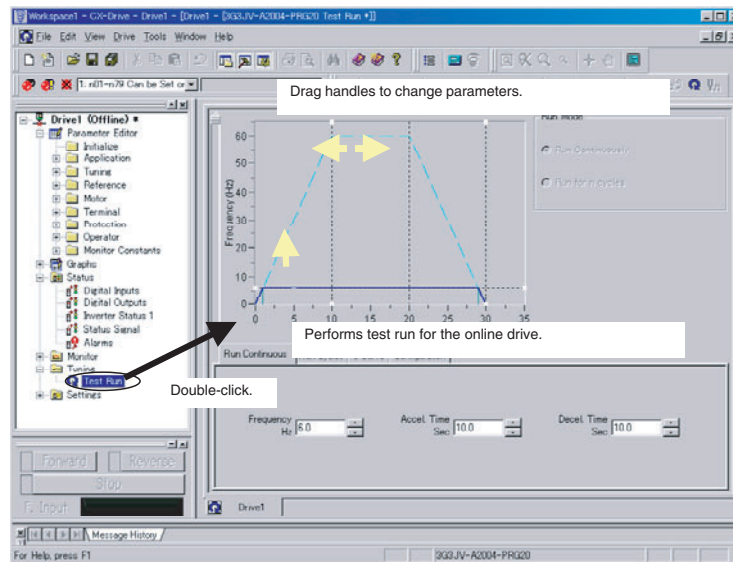 Workspace1 - CX-Drive - Drive1 - [Drive1 - [3G3JV-A2004-PRG20 Test Run *]]
File Edit View Drive Tools Window Help
1: n01-n79 Can be Set or
Drag handles to change parameters.
Drive1 (Offline) *
Parameter Editor
Initialize
Application
Tuning
Reference
Motor
Terminal
Protection
Operator
Monitor Constants
Graphs
Status
Digital Inputs
Digital Outputs
Inverter Status 1
Status Signal
Alarms
Monitor
Tuning
Test Run
Settings
Run mode
Run Continuously
Run for n cycles
Frequency (Hz)
60
50
40
30
20
10
0
0 5 10 15 20 25 30 35
Performs test run for the online drive.
Run Continuous
Double-click.
Frequency
Hz 6.0
Accel. Time
Sec 10.0
Decel. Time
Sec 10.0
Forward Reverse
Stop
F. Input
Drive1
Message History
For Help, press F1
3G3JV-A2004-PRG20